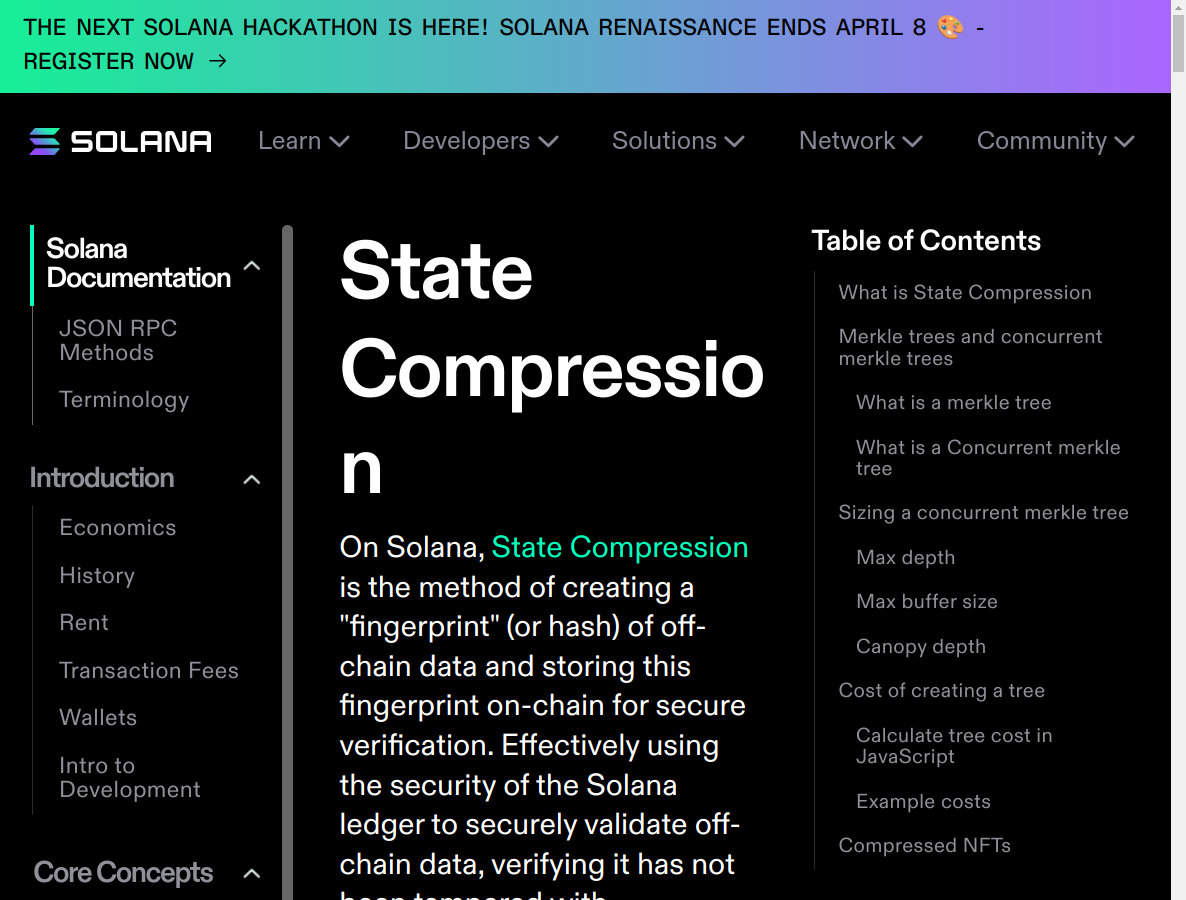 THE NEXT SOLANA HACKATHON IS HERE! SOLANA RENAISSANCE ENDS APRIL 8 🎨 -
REGISTER NOW →
SOLANA
Learn
Developers
Solutions
Network
Community
Solana
Documentation
JSON RPC
Methods
Terminology
Introduction
Economics
History
Rent
Transaction Fees
Wallets
Intro to
Development
Core Concepts
State
Compressio
n
On Solana, State Compression
is the method of creating a
"fingerprint" (or hash) of off-
chain data and storing this
fingerprint on-chain for secure
verification. Effectively using
the security of the Solana
ledger to securely validate off-
chain data, verifying it has not
been tampered with
Table of Contents
What is State Compression
Merkle trees and concurrent
merkle trees
What is a merkle tree
What is a Concurrent merkle
tree
Sizing a concurrent merkle tree
Max depth
Max buffer size
Canopy depth
Cost of creating a tree
Calculate tree cost in
JavaScript
Example costs
Compressed NFTs